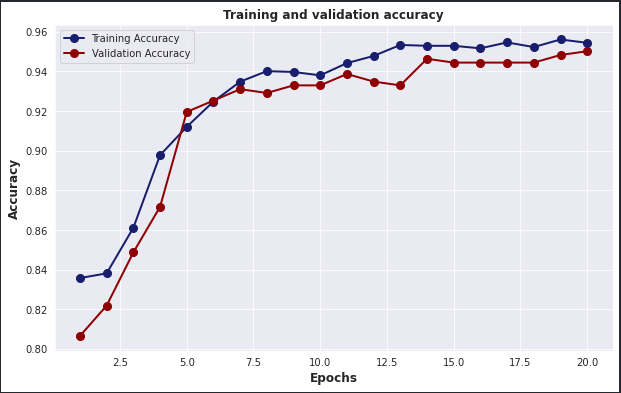 Training and validation accuracy
Training Accuracy
Validation Accuracy
0.96
0.94
0.92
0.90
0.88
0.86
0.84
0.82
0.80
Accuracy
2.5 5.0 7.5 10.0 12.5 15.0 17.5 20.0
Epochs